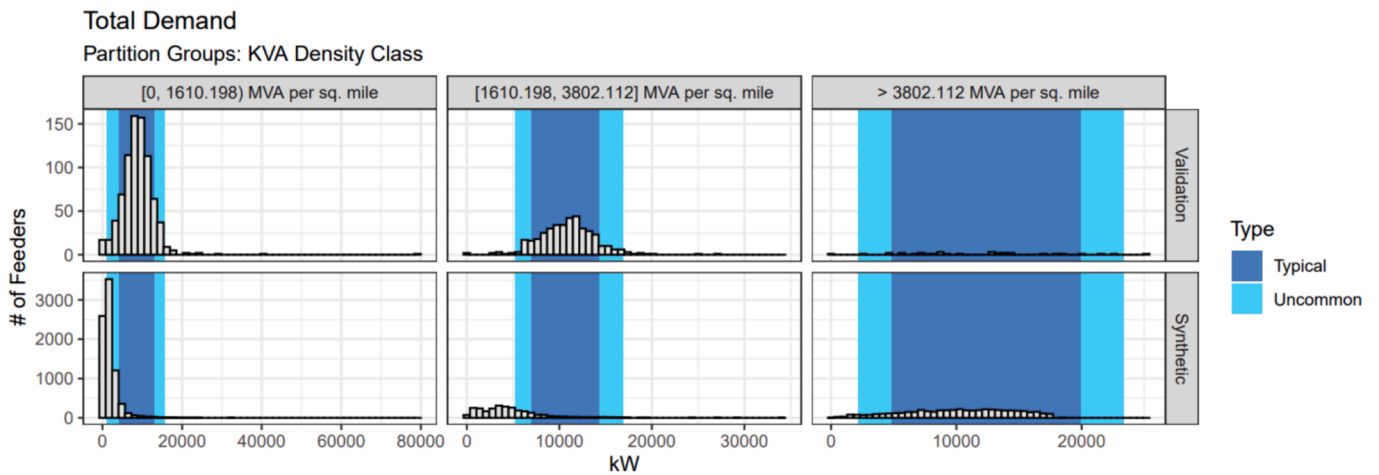 Total Demand
Partition Groups: KVA Density Class
[0, 1610.198) MVA per sq. mile
[1610.198, 3802.112] MVA per sq. mile
> 3802.112 MVA per sq. mile
# of Feeders
150
100
50
0
Validation
3000
2000
1000
0
Synthetic
0 20000 40000 60000 80000
0 10000 20000 30000
0 10000 20000
kW
Type
Typical
Uncommon